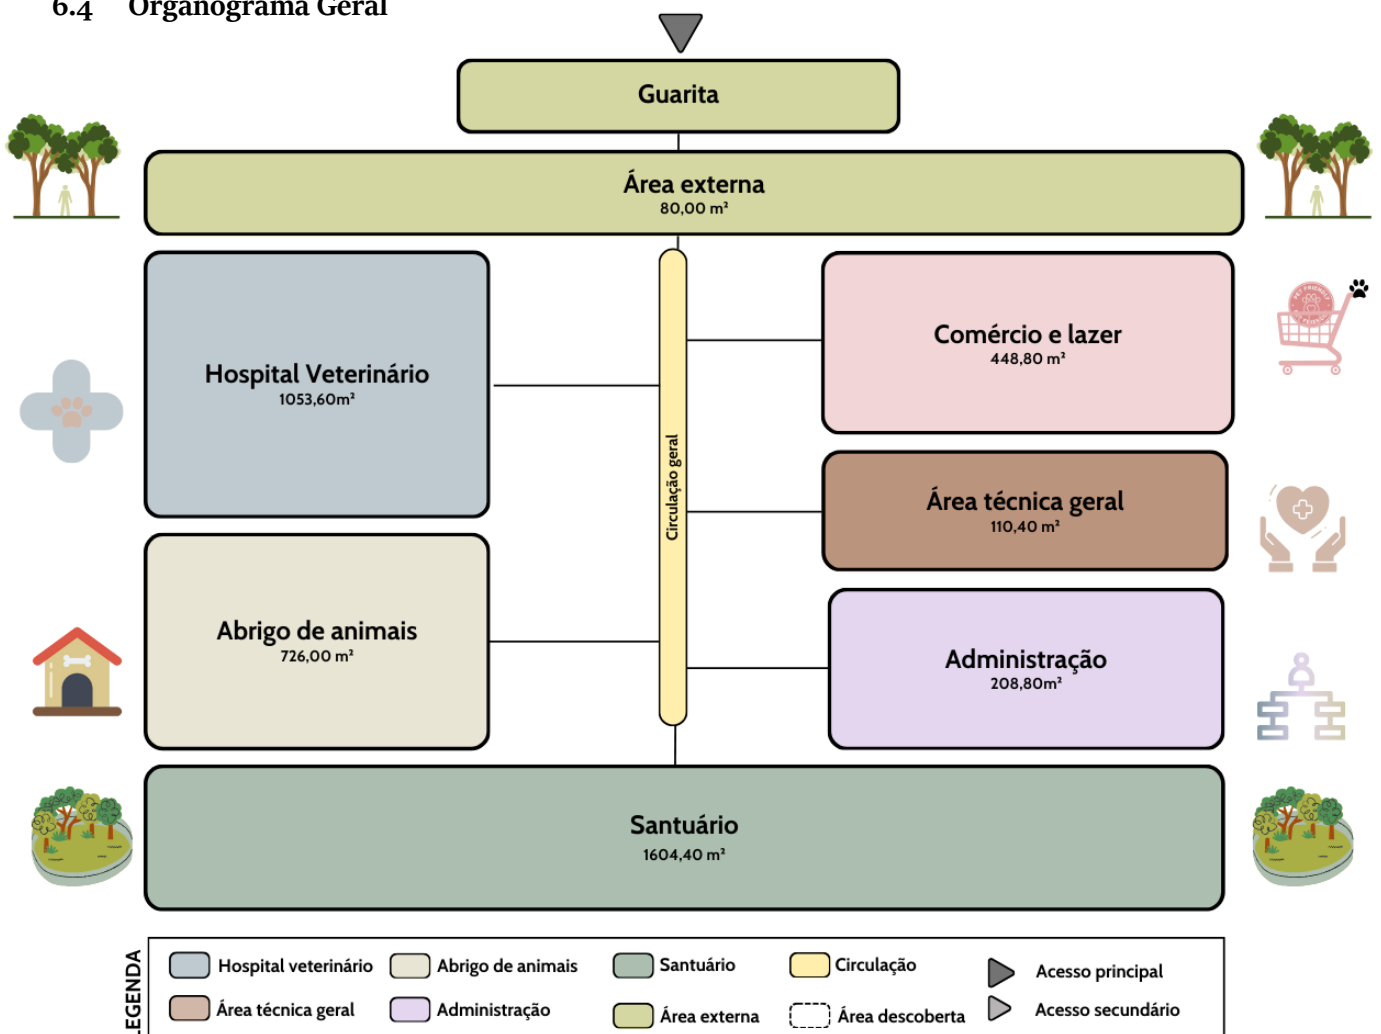 6.4 Organograma Geral
Guarita
Área externa
80,00 m²
Hospital Veterinário
1053,60m²
Comércio e lazer
448,80 m²
PET FRIENDLY
Circulação geral
Área técnica geral
110,40 m²
Abrigo de animais
726,00 m²
Administração
208,80m²
Santuário
1604,40 m²
LEGENDA
Hospital veterinário
Abrigo de animais
Santuário
Circulação
Acesso principal
Área técnica geral
Administração
Área externa
Área descoberta
Acesso secundário